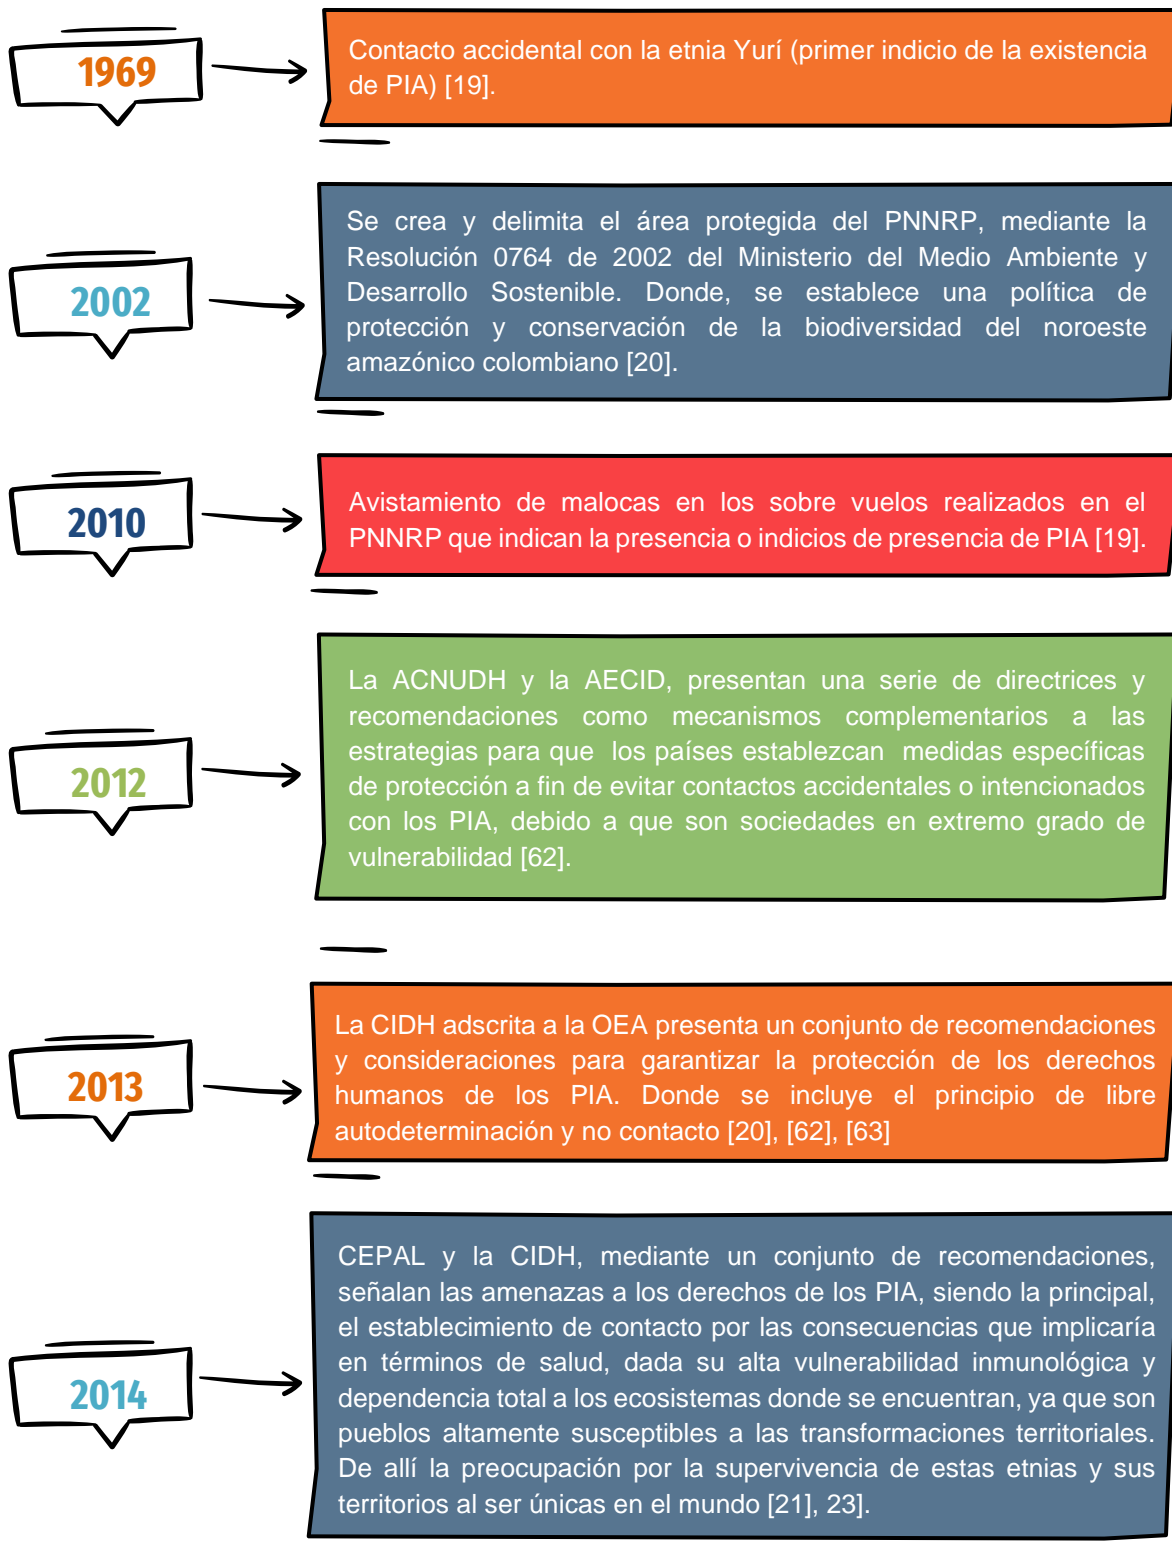 1969
Contacto accidental con la etnia Yurí (primer indicio de la existencia
de PIA) [19].
2002
Se crea y delimita el área protegida del PNNRP, mediante la
Resolución 0764 de 2002 del Ministerio del Medio Ambiente y
Desarrollo Sostenible. Donde, se establece una política de
protección y conservación de la biodiversidad del noroeste
amazónico colombiano [20].
2010
Avistamiento de malocas en los sobre vuelos realizados en el
PNNRP que indican la presencia o indicios de presencia de PIA [19].
2012
La ACNUDH y la AECID, presentan una serie de directrices y
recomendaciones como mecanismos complementarios a las
estrategias para que los países establezcan medidas específicas
de protección a fin de evitar contactos accidentales o intencionados
con los PIA, debido a que son sociedades en extremo grado de
vulnerabilidad [62].
2013
La CIDH adscrita a la OEA presenta un conjunto de recomendaciones
y consideraciones para garantizar la protección de los derechos
humanos de los PIA. Donde se incluye el principio de libre
autodeterminación y no contacto [20], [62], [63]
2014
CEPAL y la CIDH, mediante un conjunto de recomendaciones,
señalan las amenazas a los derechos de los PIA, siendo la principal,
el establecimiento de contacto por las consecuencias que implicaría
en términos de salud, dada su alta vulnerabilidad inmunológica y
dependencia total a los ecosistemas donde se encuentran, ya que son
pueblos altamente susceptibles a las transformaciones territoriales.
De allí la preocupación por la supervivencia de estas etnias y sus
territorios al ser únicas en el mundo [21], 23].